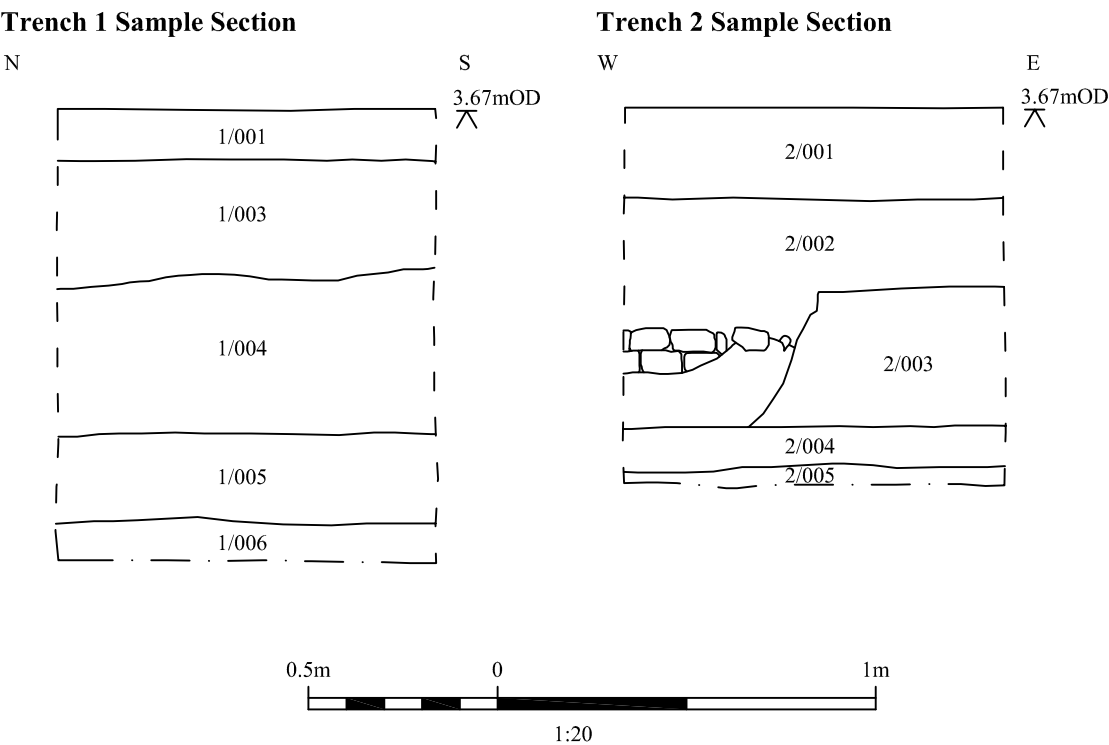 Trench 1 Sample Section
N
S
3.67mOD
1/001
1/003
1/004
1/005
1/006
Trench 2 Sample Section
W
E
3.67mOD
2/001
2/002
2/003
2/004
2/005
0.5m 0 1m
1:20